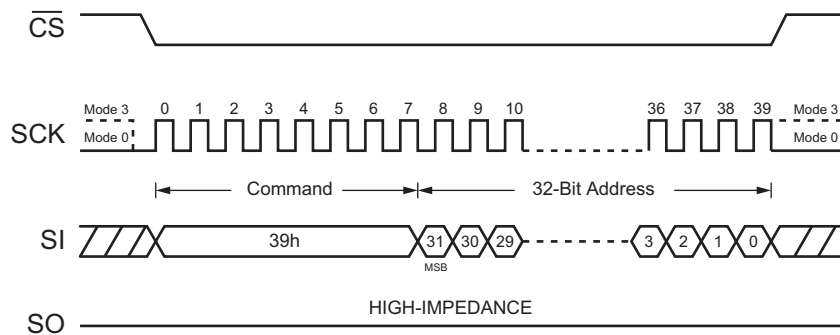 CS
Mode 3 0 1 2 3 4 5 6 7 8 9 10 36 37 38 39 Mode 3
SCK Mode 0 Mode 0
Command 32-Bit Address
SI 39h 31 30 29 3 2 1 0
MSB
HIGH-IMPEDANCE
SO